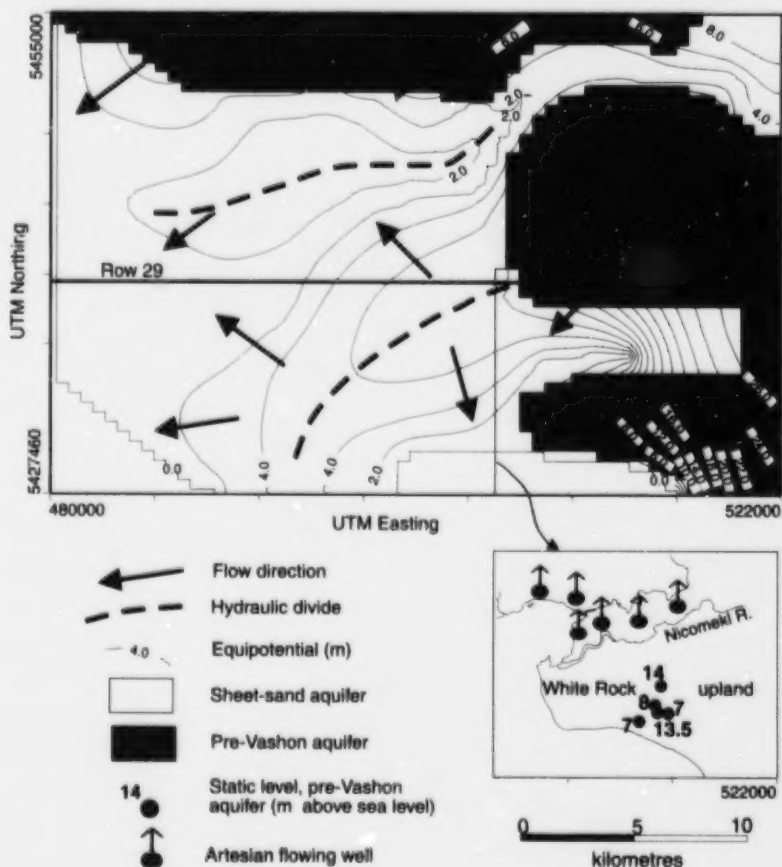 5455000
UTM Northing
5427460
6.0
6.0
8.0
2.0
2.0
4.0
2.0
Row 29
0.0
4.0
4.0
2.0
0.0
480000
UTM Easting
522000
Flow direction
Hydraulic divide
4.0
Equipotential (m)
Sheet-sand aquifer
Pre-Vashon aquifer
14
Static level, pre-Vashon
aquifer (m above sea level)
Artesian flowing well
Nicomekl R.
14
White Rock
upland
8
7
7
13.5
522000
0
5
10
kilometres